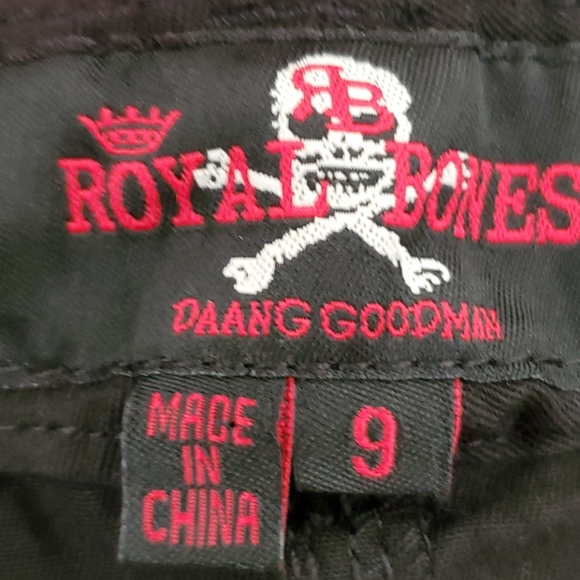 RB
ROYAL BONES
DAANG GOODMAN
MADE
IN
CHINA
9